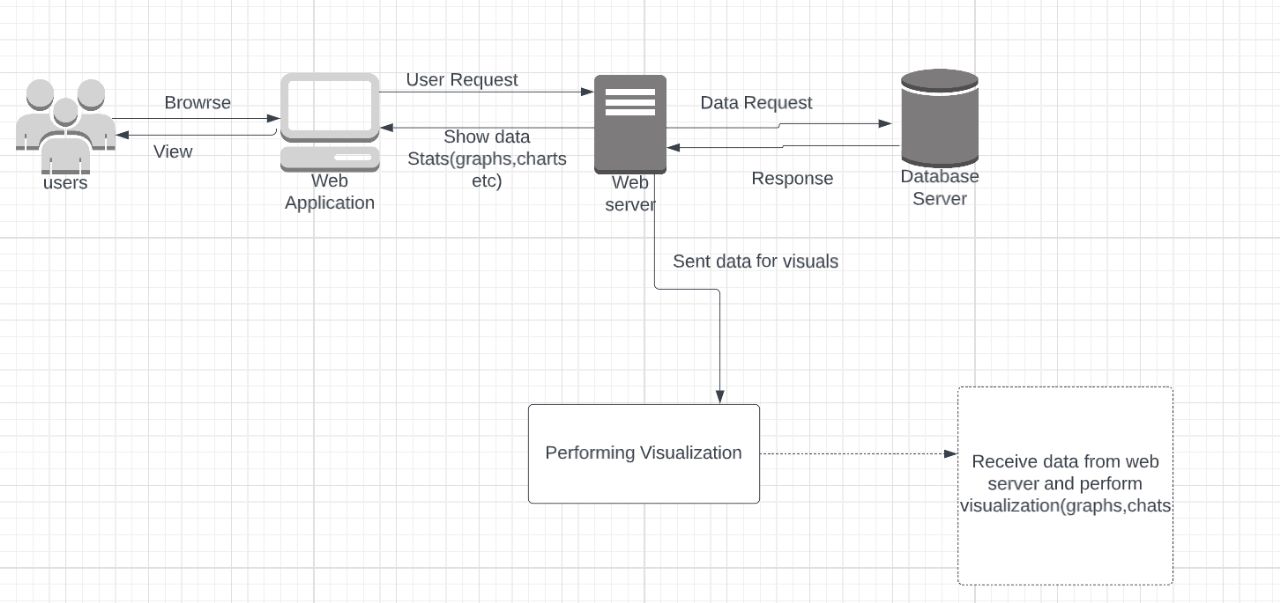 Browrse
View
users
Web
Application
User Request
Show data
Stats(graphs,charts
etc)
Web
server
Data Request
Response
Database
Server
Sent data for visuals
Performing Visualization
Receive data from web
server and perform
visualization(graphs,chats